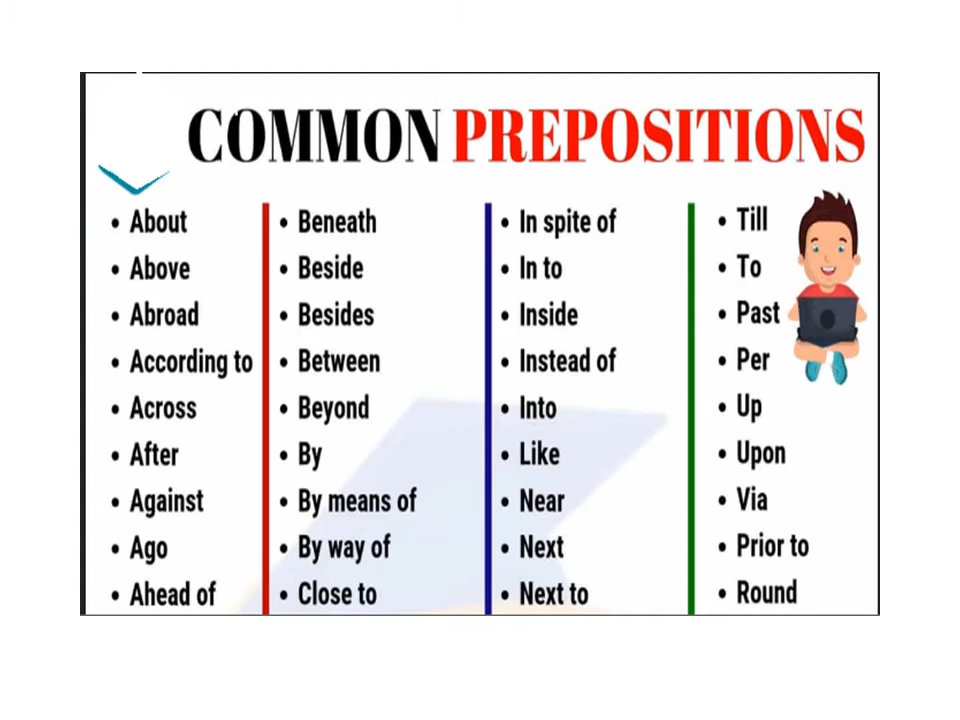 COMMON PREPOSITIONS
• About
• Above
• Abroad
• According to
• Across
• After
• Against
• Ago
• Ahead of
• Beneath
• Beside
• Besides
• Between
• Beyond
• By
• By means of
• By way of
• Close to
• In spite of
• In to
• Inside
• Instead of
• Into
• Like
• Near
• Next
• Next to
• Till
• To
• Past
• Per
• Up
• Upon
• Via
• Prior to
• Round